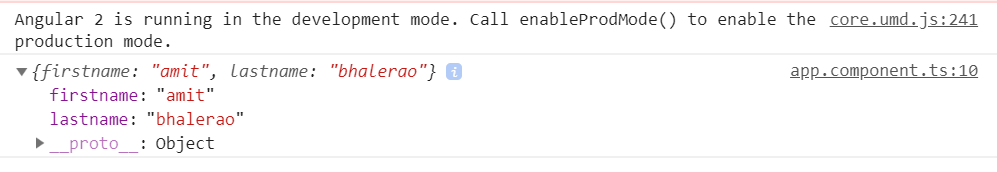 Angular 2 is running in the development mode. Call enableProdMode() to enable the core.umd.js:241
production mode.
▼{firstname: "amit", lastname: "bhalerao"} i app.component.ts:10
firstname: "amit"
lastname: "bhalerao"
▶__proto__: Object